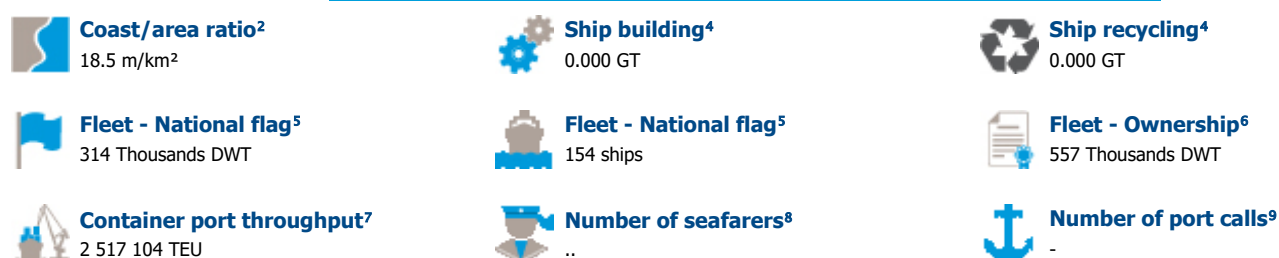 Coast/area ratio²
18.5 m/km²
Ship building⁴
0.000 GT
Ship recycling⁴
0.000 GT
Fleet - National flag⁵
314 Thousands DWT
Fleet - National flag⁵
154 ships
Fleet - Ownership⁶
557 Thousands DWT
Container port throughput⁷
2 517 104 TEU
Number of seafarers⁸
..
Number of port calls⁹
-